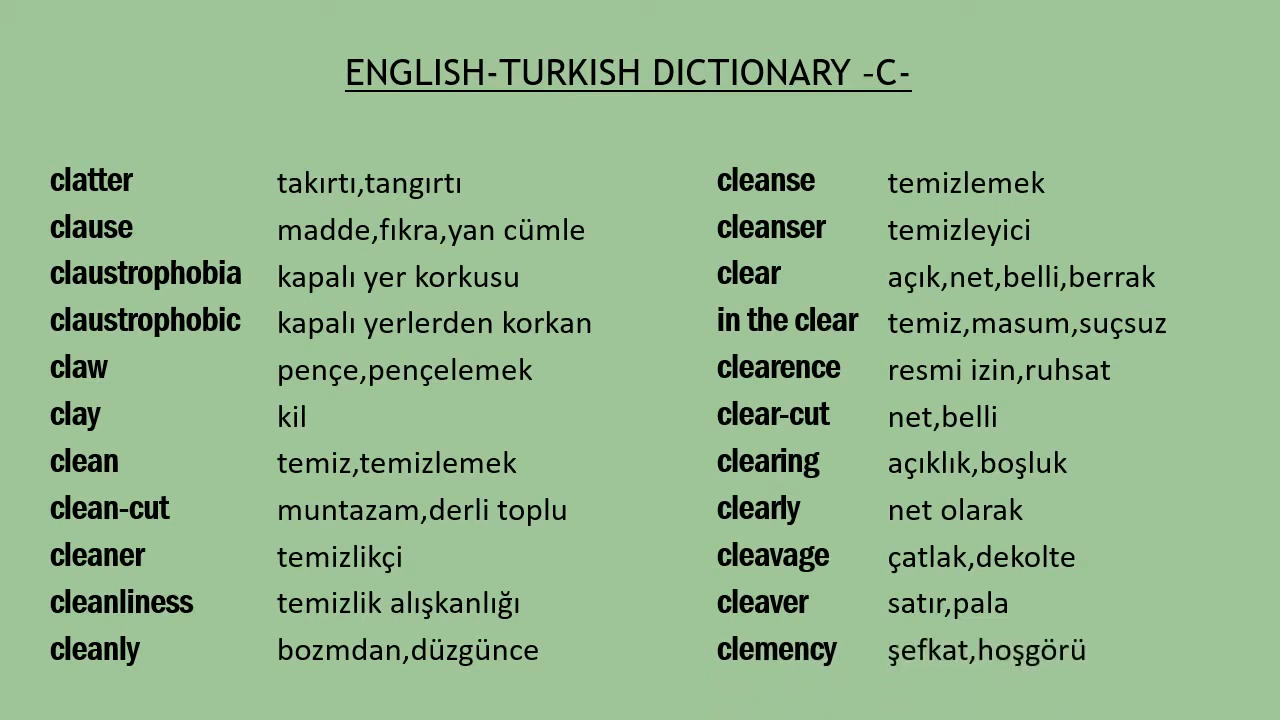 ENGLISH-TURKISH DICTIONARY –C-
clatter takırtı,tangırtı
clause madde,fıkra,yan cümle
claustrophobia kapalı yer korkusu
claustrophobic kapalı yerlerden korkan
claw pençe,pençelemek
clay kil
clean temiz,temizlemek
clean-cut muntazam,derli toplu
cleaner temizlikçi
cleanliness temizlik alışkanlığı
cleanly bozmdan,düzgünce
cleanse temizlemek
cleanser temizleyici
clear açık,net,belli,berrak
in the clear temiz,masum,suçsuz
clearence resmi izin,ruhsat
clear-cut net,belli
clearing açıklık,boşluk
clearly net olarak
cleavage çatlak,dekolte
cleaver satır,pala
clemency şefkat,hoşgörü